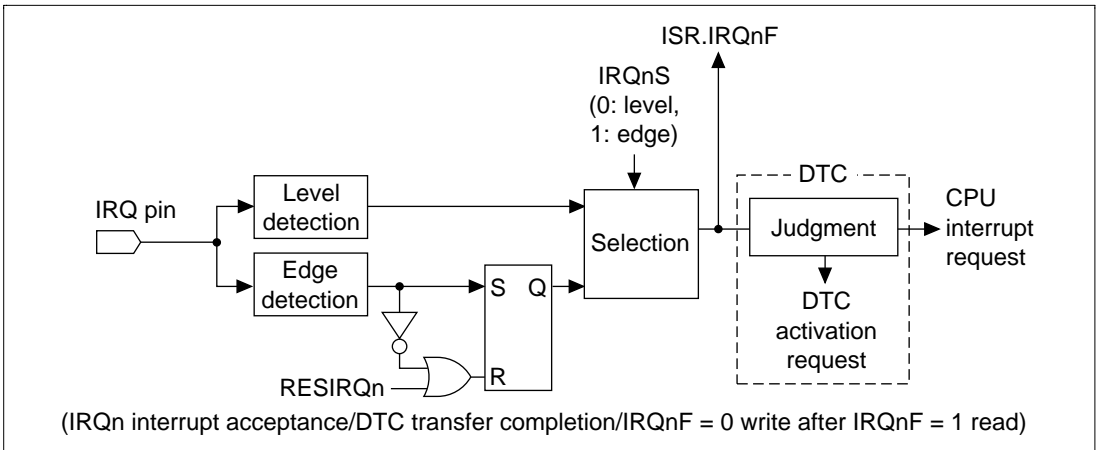 ISR.IRQnF
IRQnS
(0: level,
1: edge)
DTC
IRQ pin
Level
detection
Selection
Judgment
CPU
interrupt
request
Edge
detection
S Q
DTC
activation
request
RESIRQn
R
(IRQn interrupt acceptance/DTC transfer completion/IRQnF = 0 write after IRQnF = 1 read)